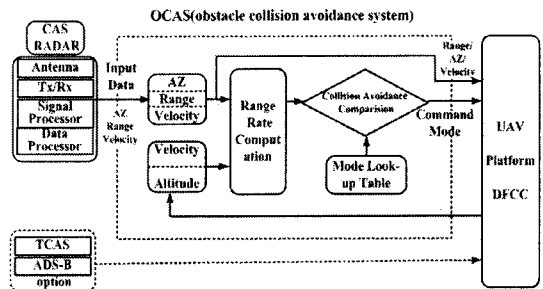 OCAS(obstacle collision avoidance system)
CAS
RADAR
Antenna
Tx/Rx
Signal
Processor
Data
Processor
Input
Data
AZ
Range
Velocity
AZ
Range
Velocity
Velocity
Altitude
Range
Rate
Comput
ation
Collision Avoidance
Comparision
Mode Look-
up Table
Range/
AZ/
Velocity
Command
Mode
UAV
Platform
DFCC
TCAS
ADS-B
option